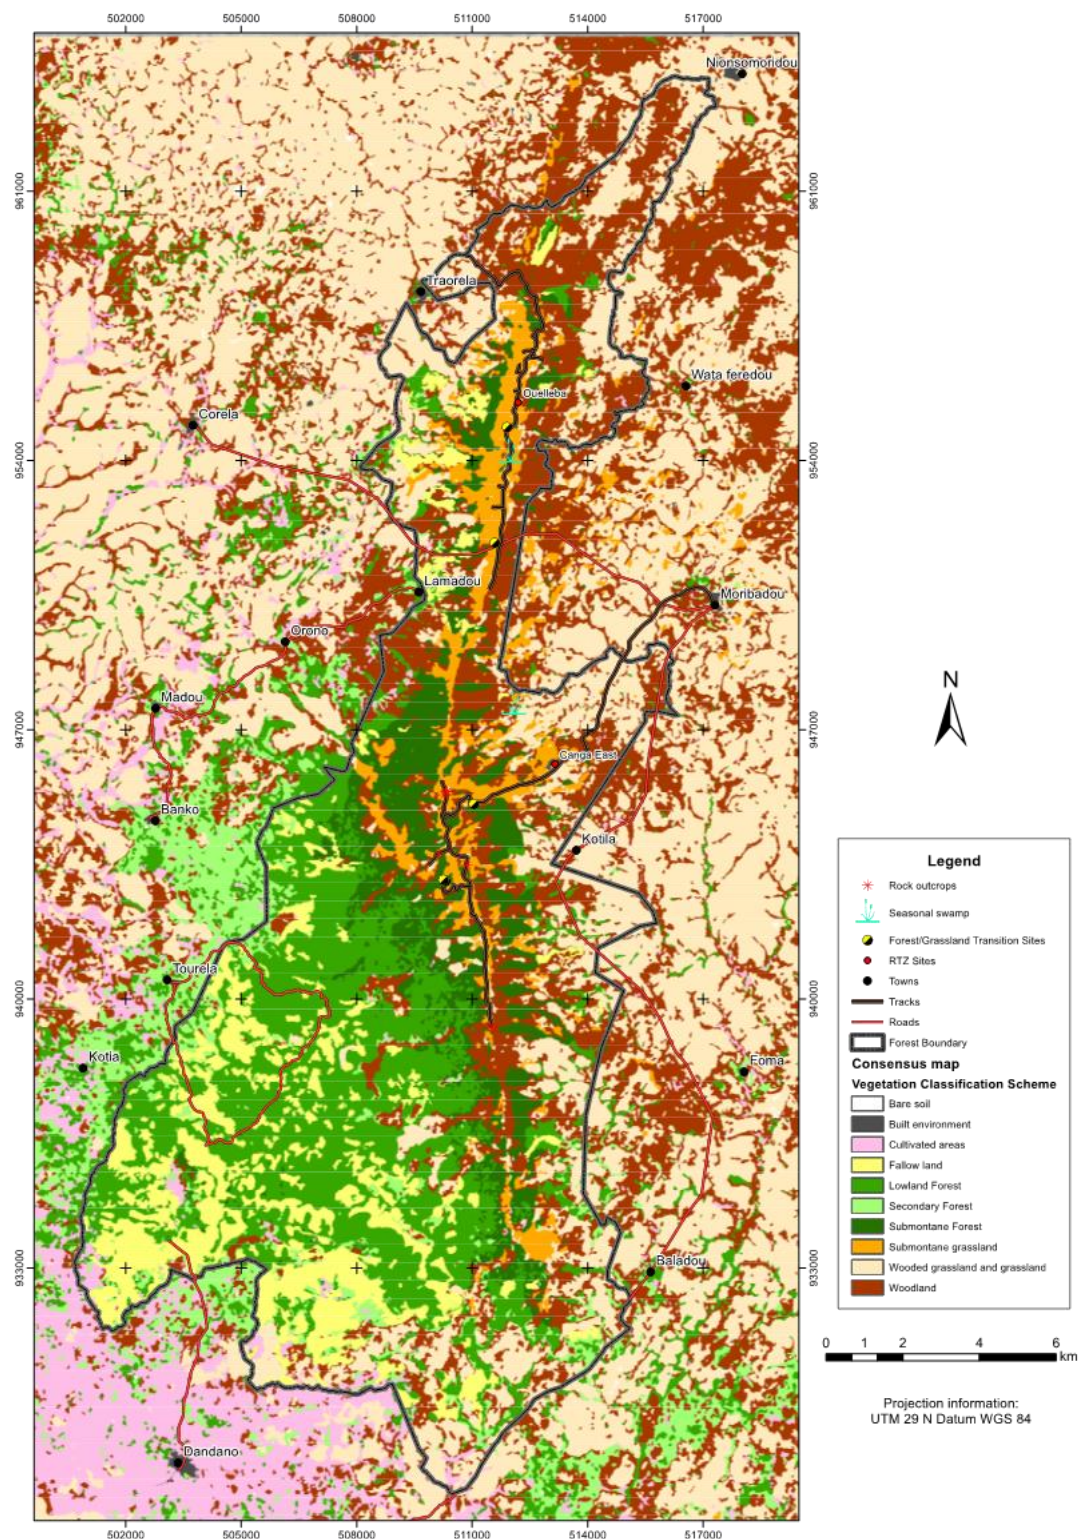 502000 505000 508000 511000 514000 517000
Nionsomoridou
961000 961000
Traorela
Wata feredou
Ouelleba
Corela
954000 954000
Lamadou
Moribadou
Orono
Madou
947000 947000
Canga East
Banko
Kotila
Tourela
940000 940000
Kotia
Foma
933000 933000
Baladou
Dandano
502000 505000 508000 511000 514000 517000
N
Legend
Rock outcrops
Seasonal swamp
Forest/Grassland Transition Sites
RTZ Sites
Towns
Tracks
Roads
Forest Boundary
Consensus map
Vegetation Classification Scheme
Bare soil
Built environment
Cultivated areas
Fallow land
Lowland Forest
Secondary Forest
Submontane Forest
Submontane grassland
Wooded grassland and grassland
Woodland
0 1 2 4 6
km
Projection information:
UTM 29 N Datum WGS 84